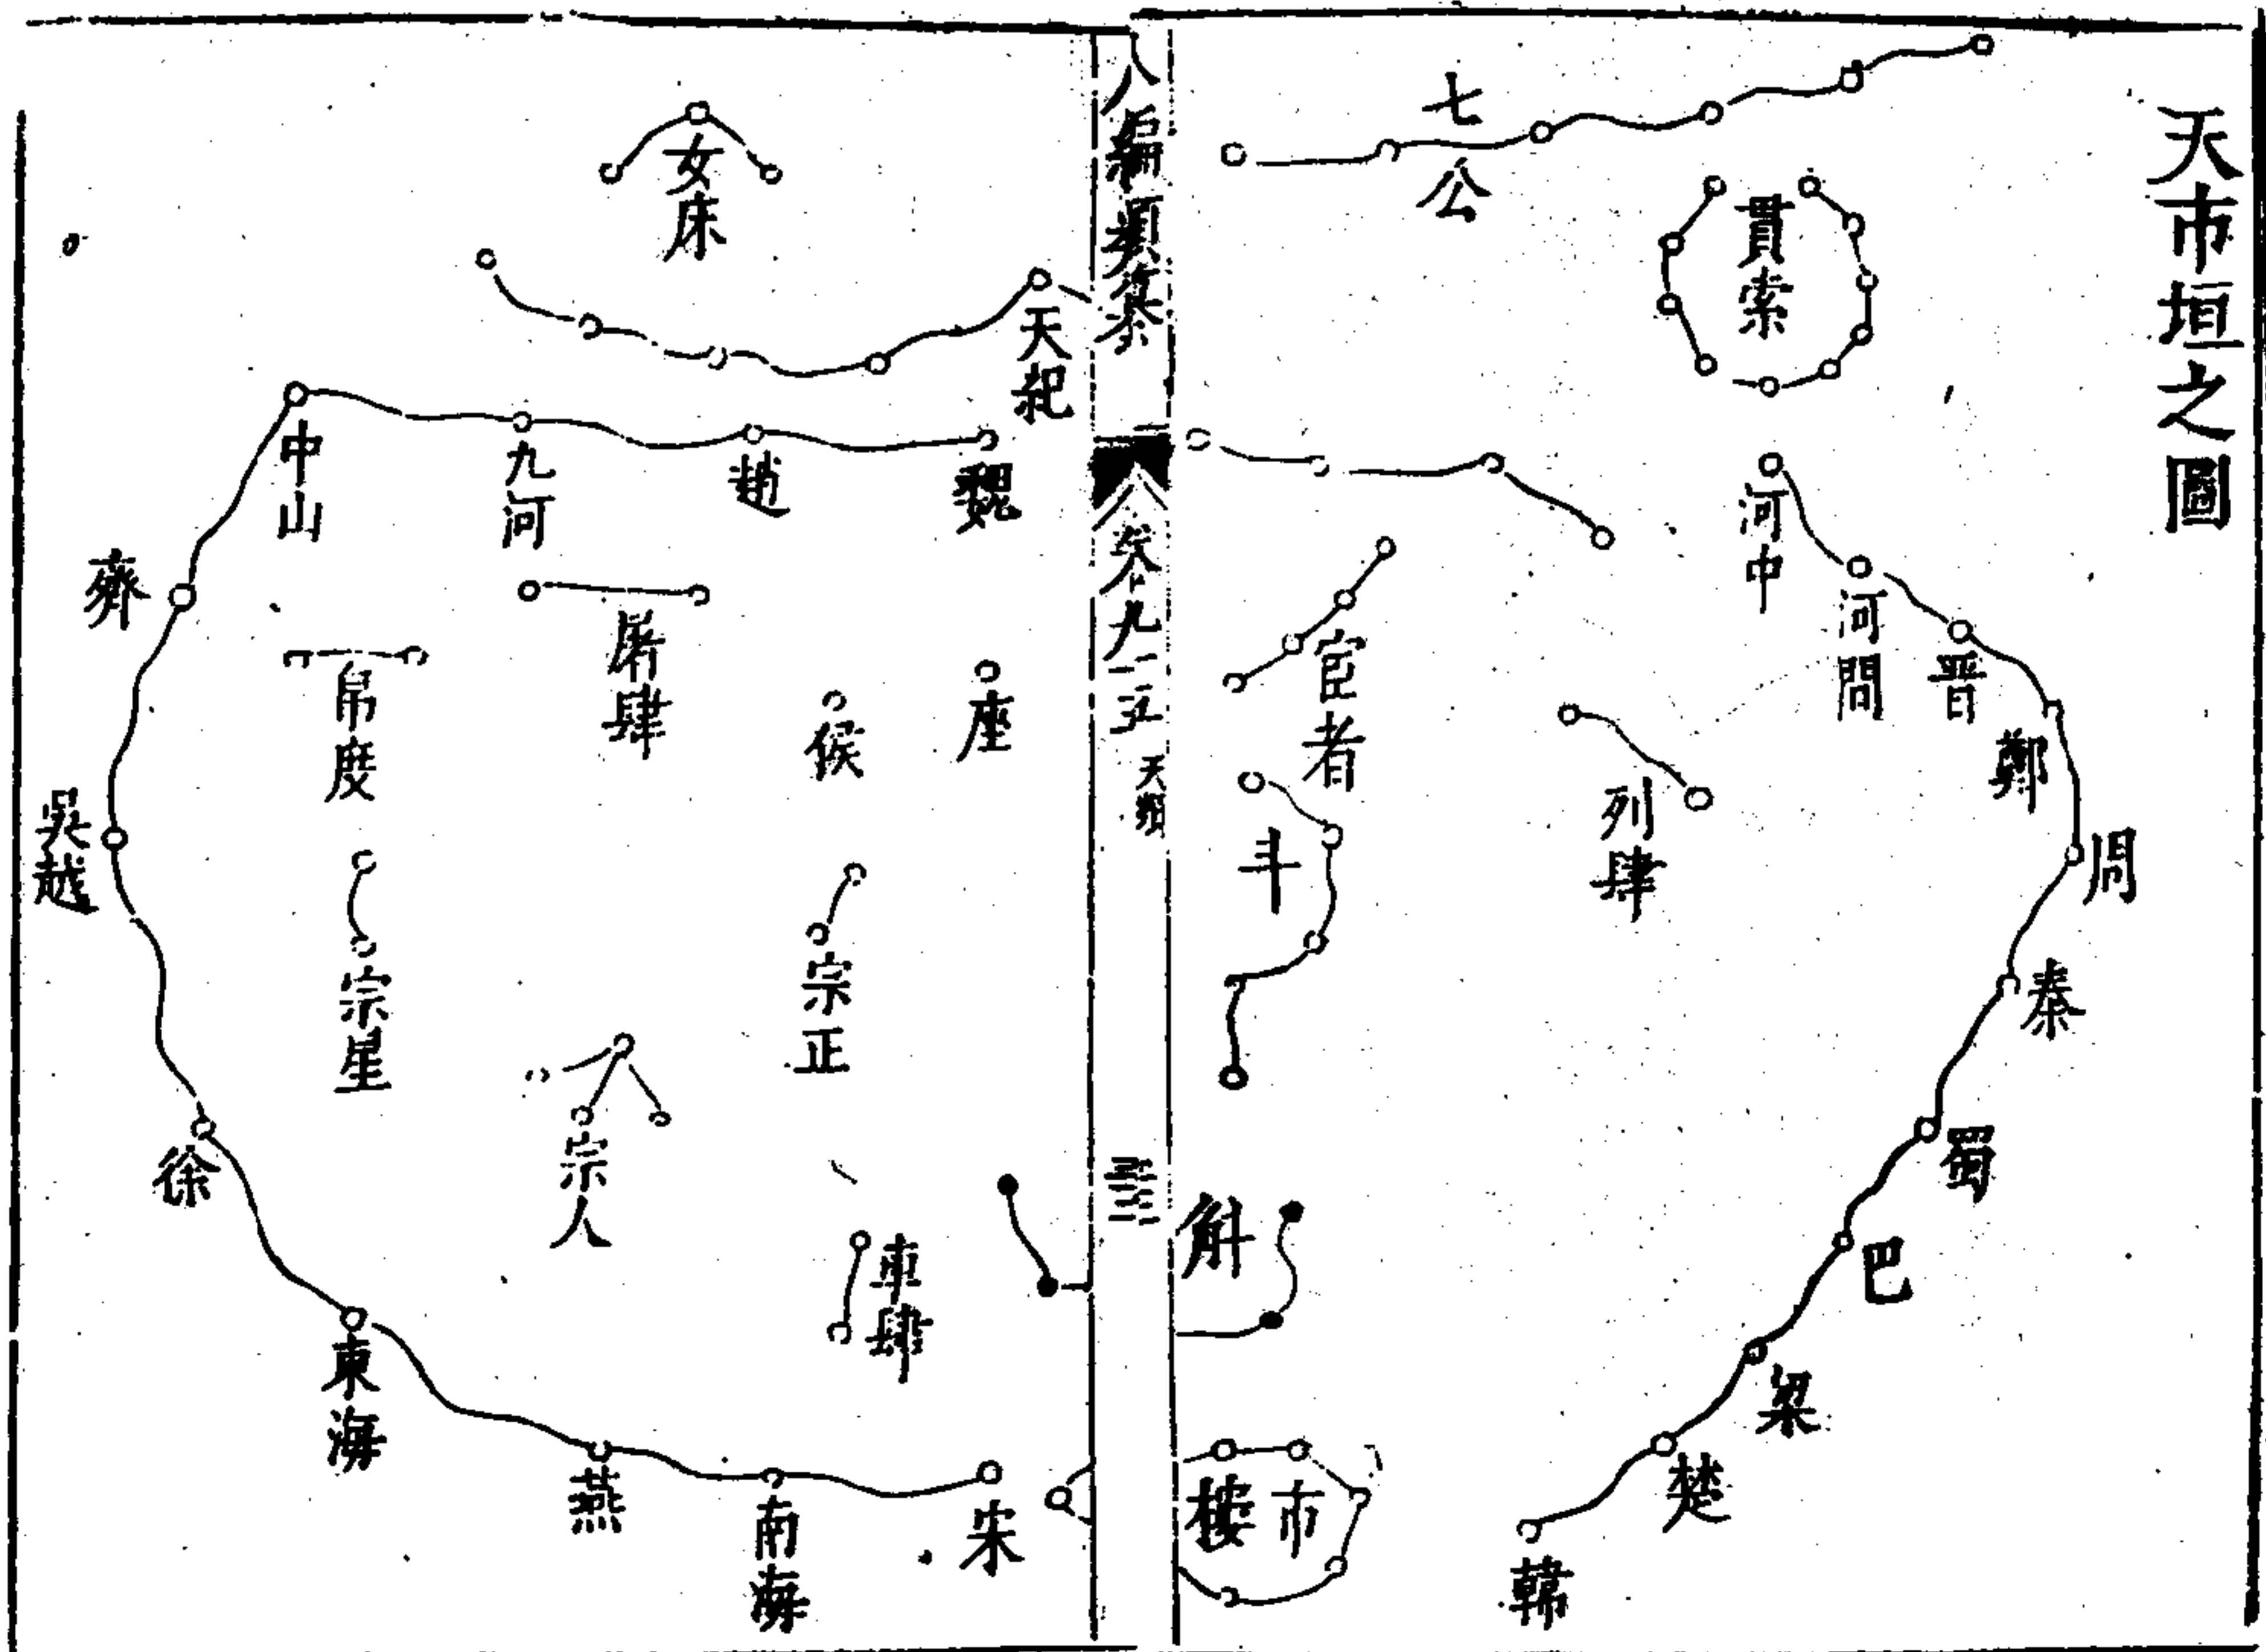 天市垣之圖
七公
貫索
河中
河間
晋
鄭
周
秦
蜀
巴
梁
楚
韓
列肆
宦者
斗
斛
市楼
八編類纂
卷九十五
天類
女床
天紀
魏
趙
九河
中山
齊
吳越
徐
東海
燕
南海
宋
屠肆
帛度
候
座
宗正
宗星
宗人
車肆